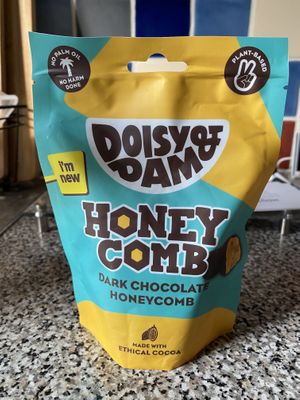 NO PALM OIL
NO HARM
DONE
PLANT-BASED
DOISY &
DAM
i'm
new
HONEY
COMB
DARK CHOCOLATE
HONEYCOMB
MADE WITH
ETHICAL COCOA